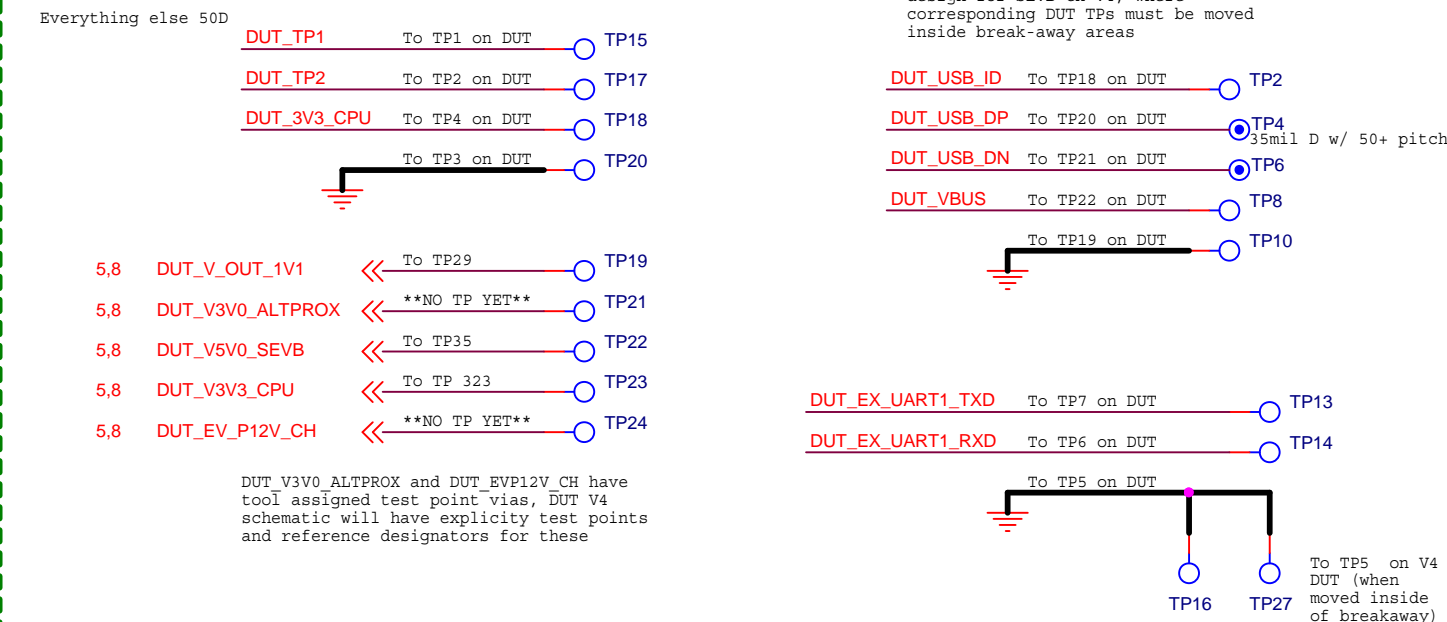 Everything else 50D
DUT_TP1 To TP1 on DUT TP15
DUT_TP2 To TP2 on DUT TP17
DUT_3V3_CPU To TP4 on DUT TP18
To TP3 on DUT TP20
5,8 DUT_V_OUT_1V1 To TP29 TP19
5,8 DUT_V3V0_ALTPROX **NO TP YET** TP21
5,8 DUT_V5V0_SEVB To TP35 TP22
5,8 DUT_V3V3_CPU To TP 323 TP23
5,8 DUT_EV_P12V_CH **NO TP YET** TP24
DUT_V3V0_ALTPROX and DUT_EVP12V_CH have
tool assigned test point vias, DUT V4
schematic will have explicity test points
and reference designators for these
corresponding DUT TPs must be moved
inside break-away areas
DUT_USB_ID To TP18 on DUT TP2
DUT_USB_DP To TP20 on DUT TP4
35mil D w/ 50+ pitch
DUT_USB_DN To TP21 on DUT TP6
DUT_VBUS To TP22 on DUT TP8
To TP19 on DUT TP10
DUT_EX_UART1_TXD To TP7 on DUT TP13
DUT_EX_UART1_RXD To TP6 on DUT TP14
To TP5 on DUT
TP16 TP27
To TP5 on V4
DUT (when
moved inside
of breakaway)